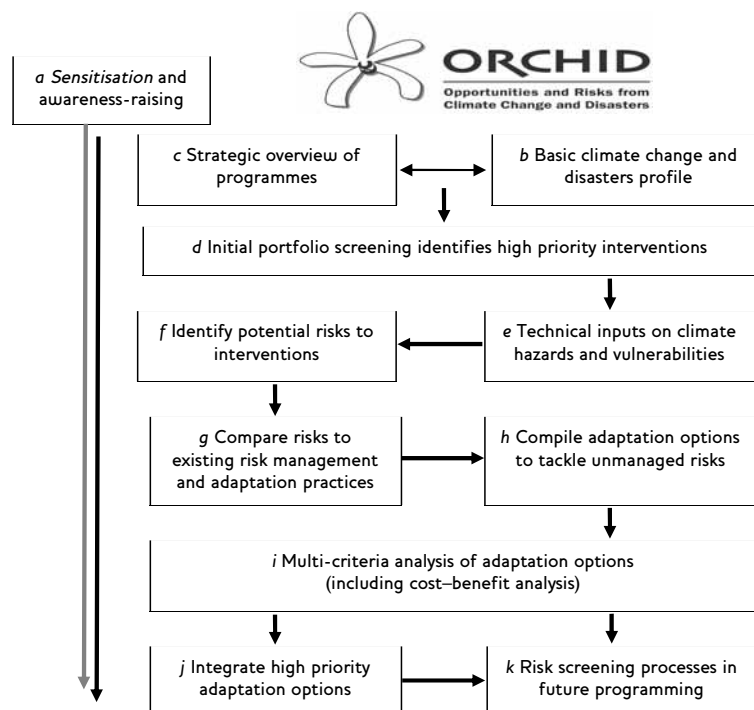 a Sensitisation and
awareness-raising
ORCHID
Opportunities and Risks from
Climate Change and Disasters
c Strategic overview of
programmes
b Basic climate change and
disasters profile
d Initial portfolio screening identifies high priority interventions
f Identify potential risks to
interventions
e Technical inputs on climate
hazards and vulnerabilities
g Compare risks to
existing risk management
and adaptation practices
h Compile adaptation options
to tackle unmanaged risks
i Multi-criteria analysis of adaptation options
(including cost–benefit analysis)
j Integrate high priority
adaptation options
k Risk screening processes in
future programming